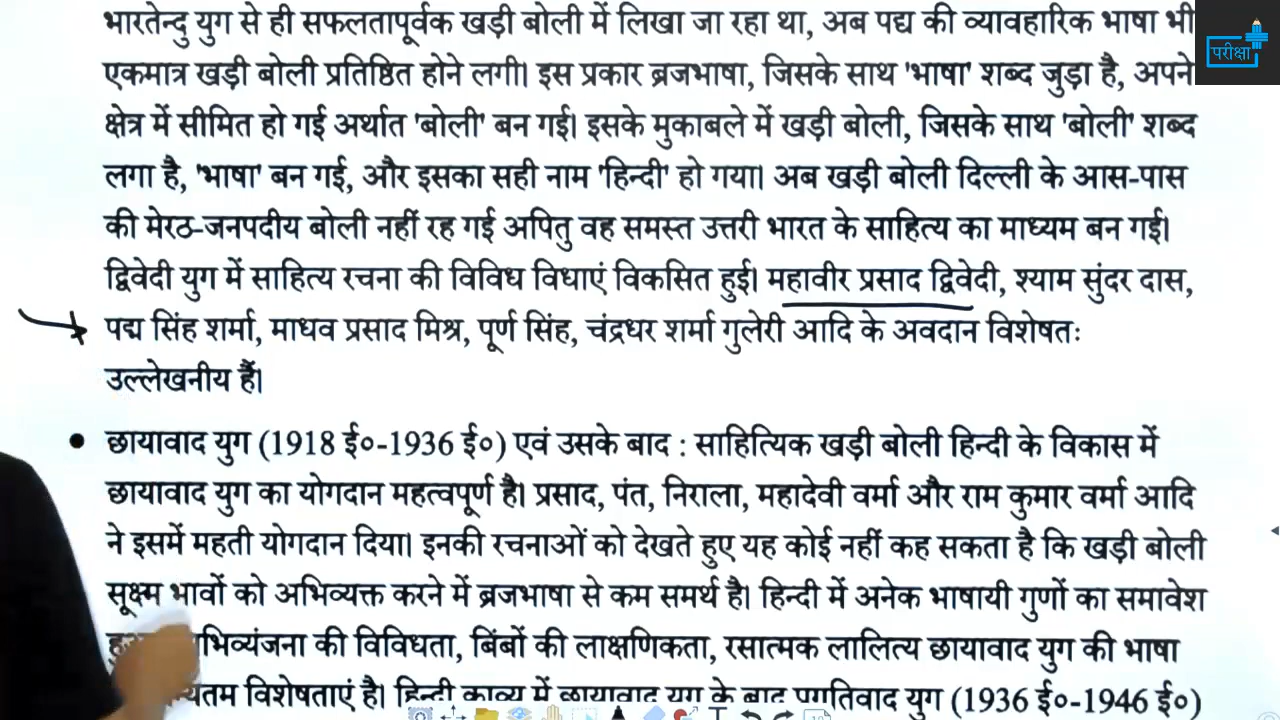 भारतेन्दु युग से ही सफलतापूर्वक खड़ी बोली में लिखा जा रहा था, अब पद्य की व्यावहारिक भाषा भी
परीक्षा
एकमात्र खड़ी बोली प्रतिष्ठित होने लगी। इस प्रकार ब्रजभाषा, जिसके साथ 'भाषा' शब्द जुड़ा है, अपने
क्षेत्र में सीमित हो गई अर्थात 'बोली' बन गई। इसके मुकाबले में खड़ी बोली, जिसके साथ 'बोली' शब्द
लगा है, 'भाषा' बन गई, और इसका सही नाम 'हिन्दी' हो गया। अब खड़ी बोली दिल्ली के आस-पास
की मेरठ-जनपदीय बोली नहीं रह गई अपितु वह समस्त उत्तरी भारत के साहित्य का माध्यम बन गई।
द्विवेदी युग में साहित्य रचना की विविध विधाएं विकसित हुई। महावीर प्रसाद द्विवेदी, श्याम सुंदर दास,
पद्म सिंह शर्मा, माधव प्रसाद मिश्र, पूर्ण सिंह, चंद्रधर शर्मा गुलेरी आदि के अवदान विशेषतः
उल्लेखनीय हैं।
• छायावाद युग (1918 ई०-1936 ई०) एवं उसके बाद : साहित्यिक खड़ी बोली हिन्दी के विकास में
छायावाद युग का योगदान महत्वपूर्ण है। प्रसाद, पंत, निराला, महादेवी वर्मा और राम कुमार वर्मा आदि
ने इसमें महती योगदान दिया। इनकी रचनाओं को देखते हुए यह कोई नहीं कह सकता है कि खड़ी बोली
सूक्ष्म भावों को अभिव्यक्त करने में ब्रजभाषा से कम समर्थ है। हिन्दी में अनेक भाषायी गुणों का समावेश
की विविधता, बिंबों की लाक्षणिकता, रसात्मक लालित्य छायावाद युग की भाषा
विशेषताएं है। हिन्दी काव्य में छायावाद युग के बाद प्रगतिवाद युग (1936 ई०-1946 ई०)